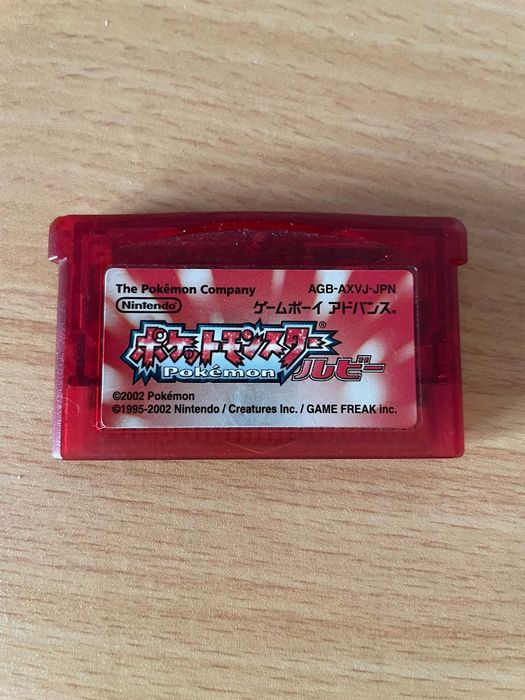 The Pokémon Company AGB-AXVJ-JPN
Nintendo ゲームボーイ アドバンス®
ポケットモンスター®
Pokémon ルビー
©2002 Pokémon
©1995-2002 Nintendo / Creatures Inc. / GAME FREAK inc.